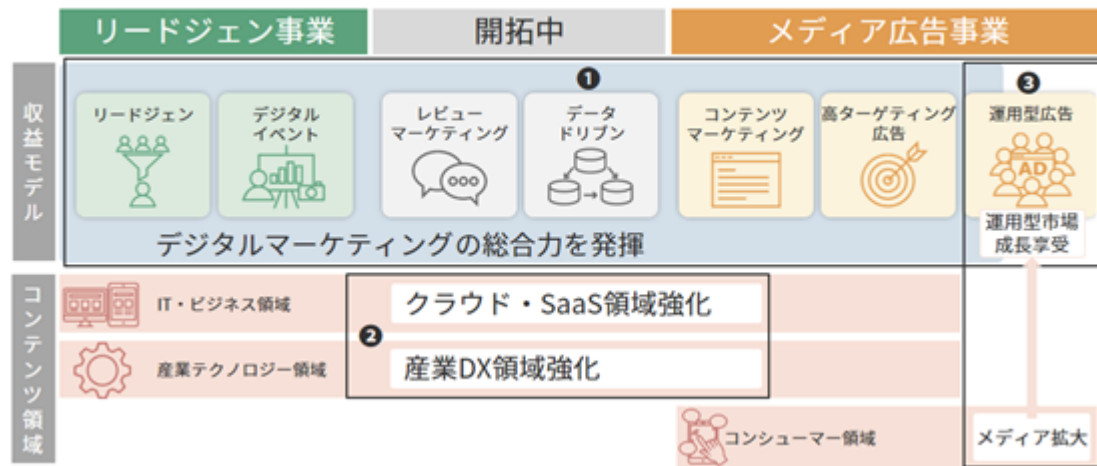 リードジェン事業
開拓中
メディア広告事業
収益モデル
❶
❸
リードジェン
デジタル
イベント
レビュー
マーケティング
データ
ドリブン
コンテンツ
マーケティング
高ターゲティング
広告
運用型広告
AD
デジタルマーケティングの総合力を発揮
運用型市場
成長享受
コンテンツ領域
IT・ビジネス領域
クラウド・SaaS領域強化
❷
産業テクノロジー領域
産業DX領域強化
コンシューマー領域
メディア拡大